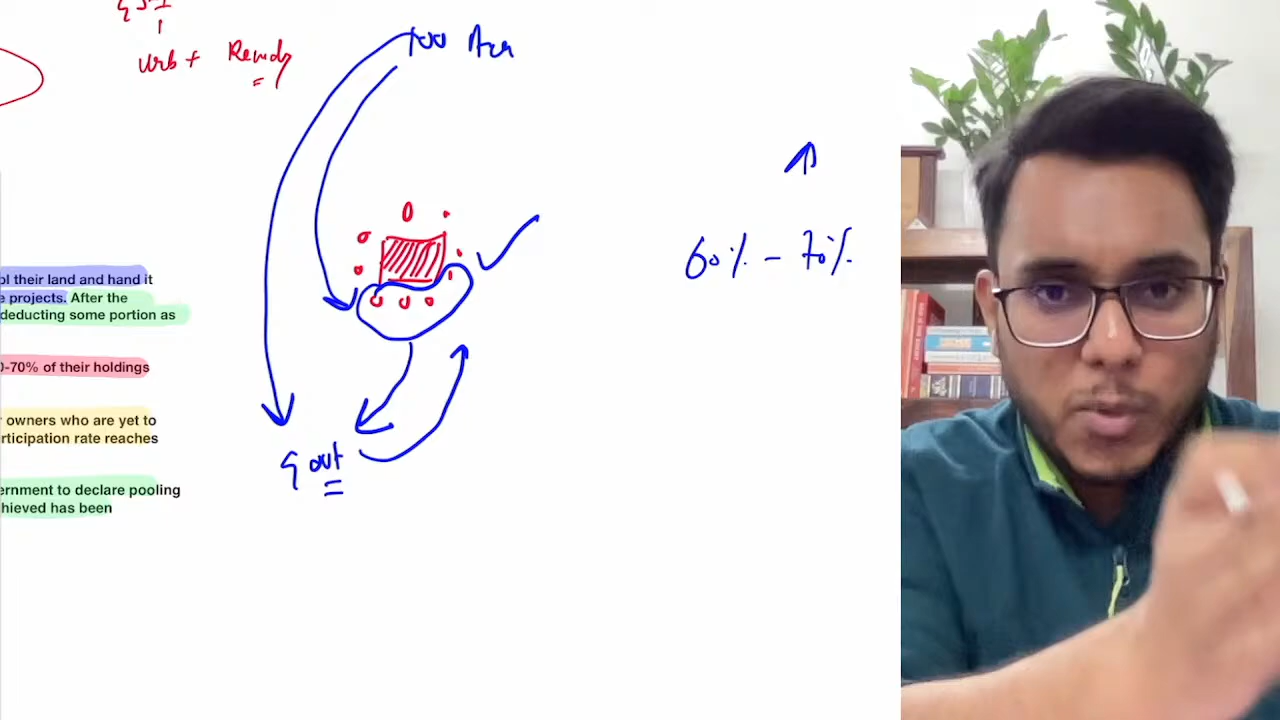 Urb + Ready
100 Acr
60% - 70%
ol their land and hand it
e projects. After the
deducting some portion as
0-70% of their holdings
r owners who are yet to
rticipation rate reaches
ernment to declare pooling
hieved has been